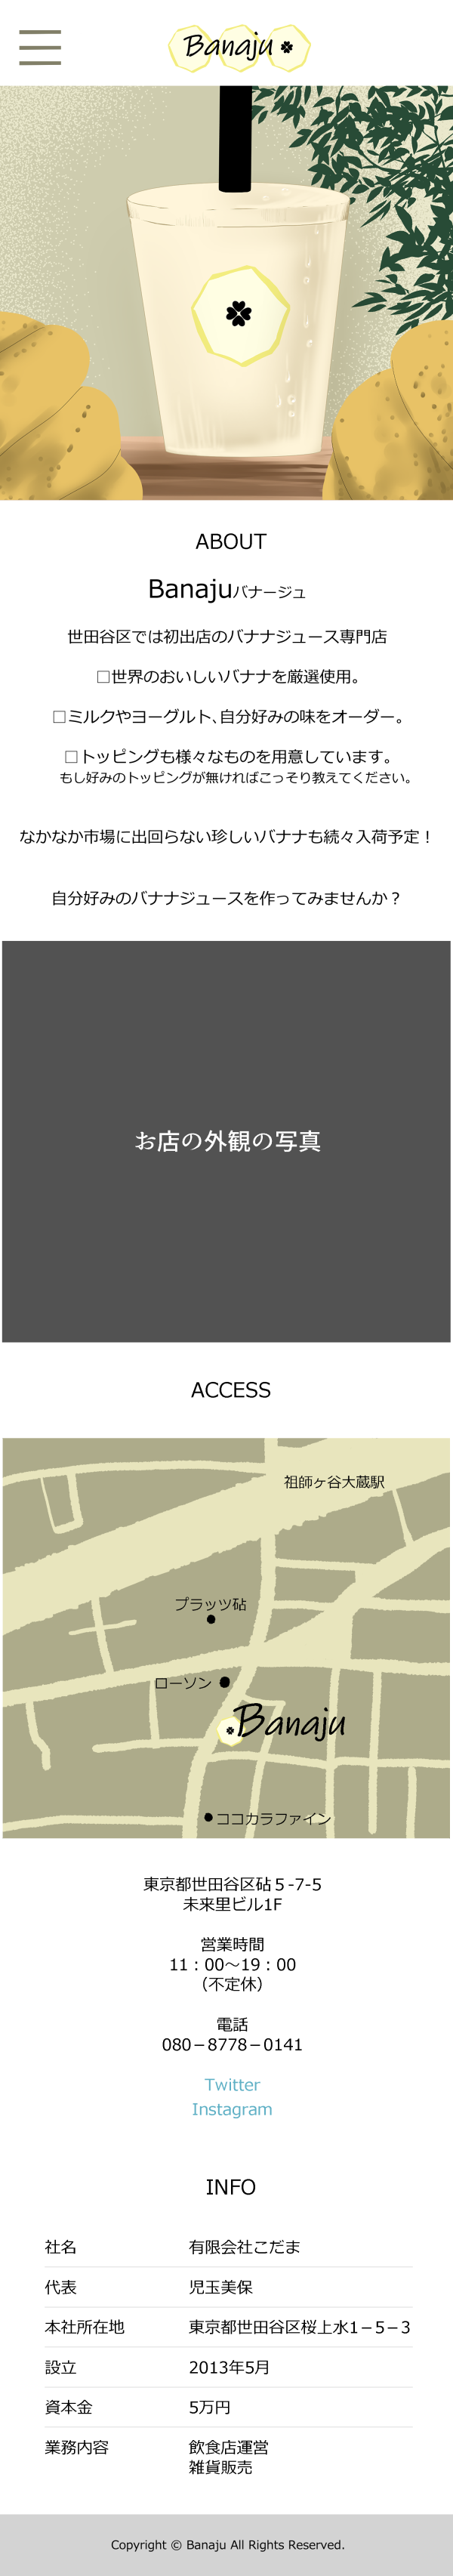 Banaju
ABOUT
Banajuバナージュ
世田谷区では初出店のバナナジュース専門店
□世界のおいしいバナナを厳選使用。
□ミルクやヨーグルト、自分好みの味をオーダー。
□トッピングも様々なものを用意しています。
もし好みのトッピングが無ければこっそり教えてください。
なかなか市場に出回らない珍しいバナナも続々入荷予定！
自分好みのバナナジュースを作ってみませんか？
お店の外観の写真
ACCESS
祖師ヶ谷大蔵駅
プラッツ砧
ローソン
Banaju
ココカラファイン
東京都世田谷区砧５-7-5
未来里ビル1F
営業時間
11：00～19：00
（不定休）
電話
080－8778－0141
Twitter
Instagram
INFO
社名 有限会社こだま
代表 児玉美保
本社所在地 東京都世田谷区桜上水1－5－3
設立 2013年5月
資本金 5万円
業務内容 飲食店運営
雑貨販売
Copyright © Banaju All Rights Reserved.